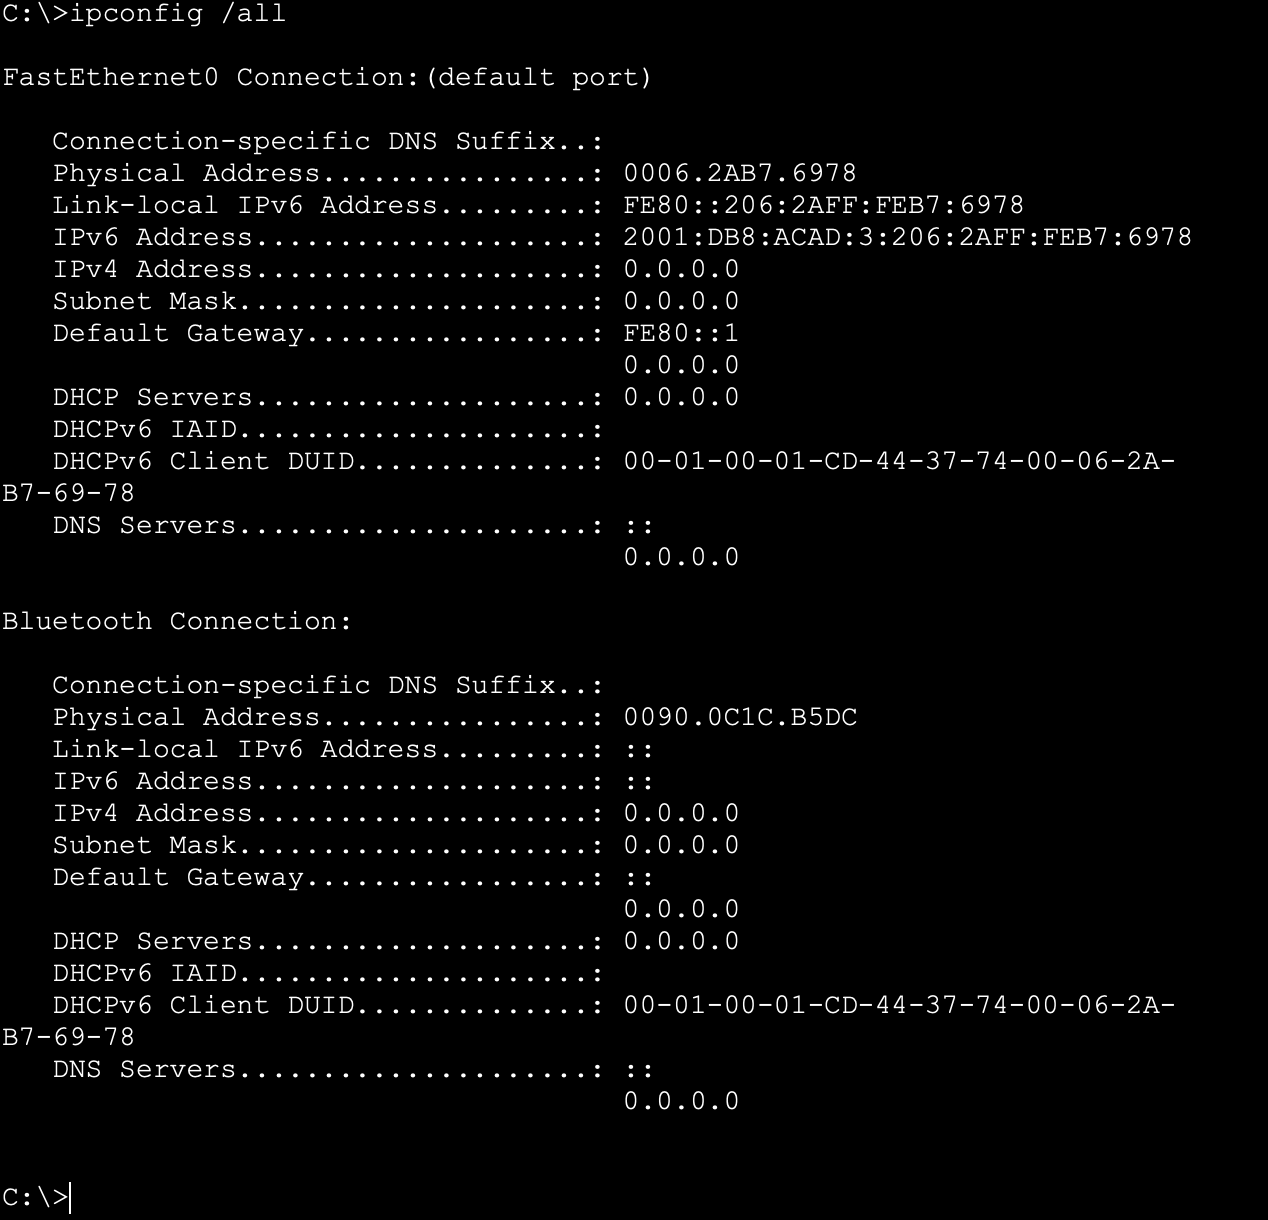 C:\>ipconfig /all
FastEthernet0 Connection:(default port)
Connection-specific DNS Suffix..:
Physical Address................: 0006.2AB7.6978
Link-local IPv6 Address.........: FE80::206:2AFF:FEB7:6978
IPv6 Address....................: 2001:DB8:ACAD:3:206:2AFF:FEB7:6978
IPv4 Address....................: 0.0.0.0
Subnet Mask.....................: 0.0.0.0
Default Gateway.................: FE80::1
0.0.0.0
DHCP Servers....................: 0.0.0.0
DHCPv6 IAID.....................:
DHCPv6 Client DUID..............: 00-01-00-01-CD-44-37-74-00-06-2A-
B7-69-78
DNS Servers.....................: ::
0.0.0.0
Bluetooth Connection:
Connection-specific DNS Suffix..:
Physical Address................: 0090.0C1C.B5DC
Link-local IPv6 Address.........: ::
IPv6 Address....................: ::
IPv4 Address....................: 0.0.0.0
Subnet Mask.....................: 0.0.0.0
Default Gateway.................: ::
0.0.0.0
DHCP Servers....................: 0.0.0.0
DHCPv6 IAID.....................:
DHCPv6 Client DUID..............: 00-01-00-01-CD-44-37-74-00-06-2A-
B7-69-78
DNS Servers.....................: ::
0.0.0.0
C:\>